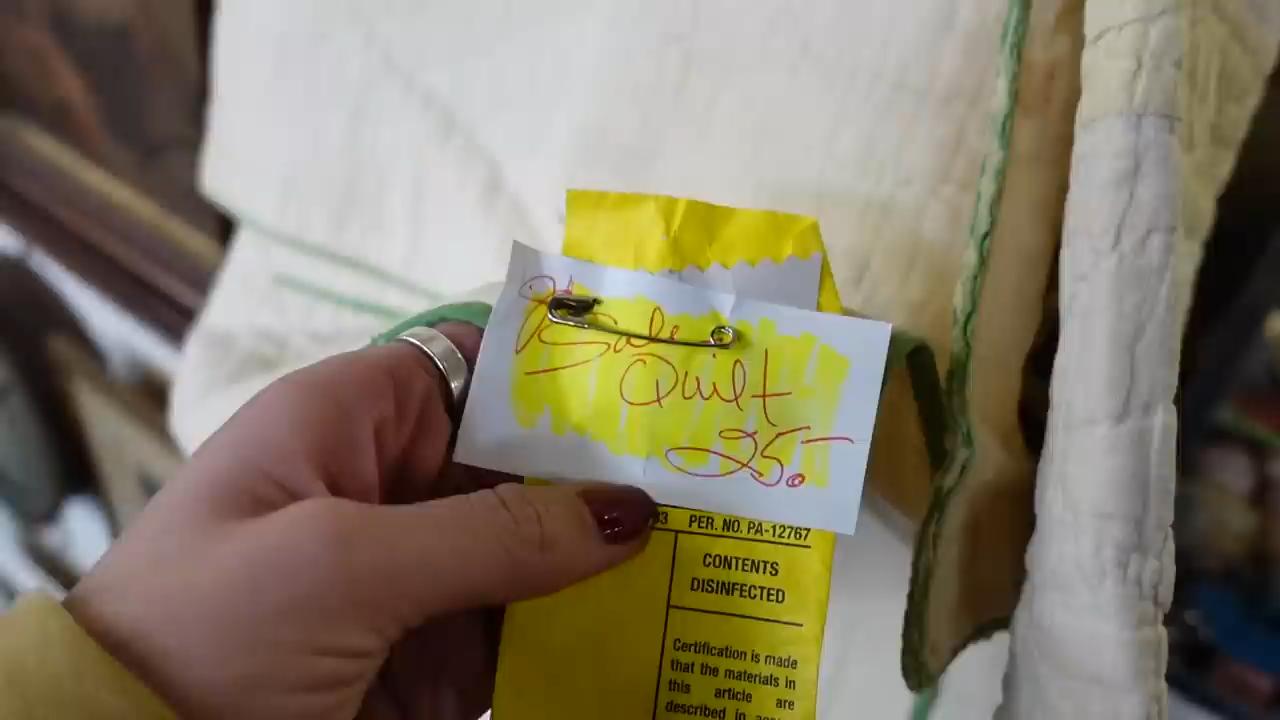 Sale
Quilt
25.-
83 PER. NO. PA-12767
CONTENTS
DISINFECTED
Certification is made
that the materials in
this article are
described in